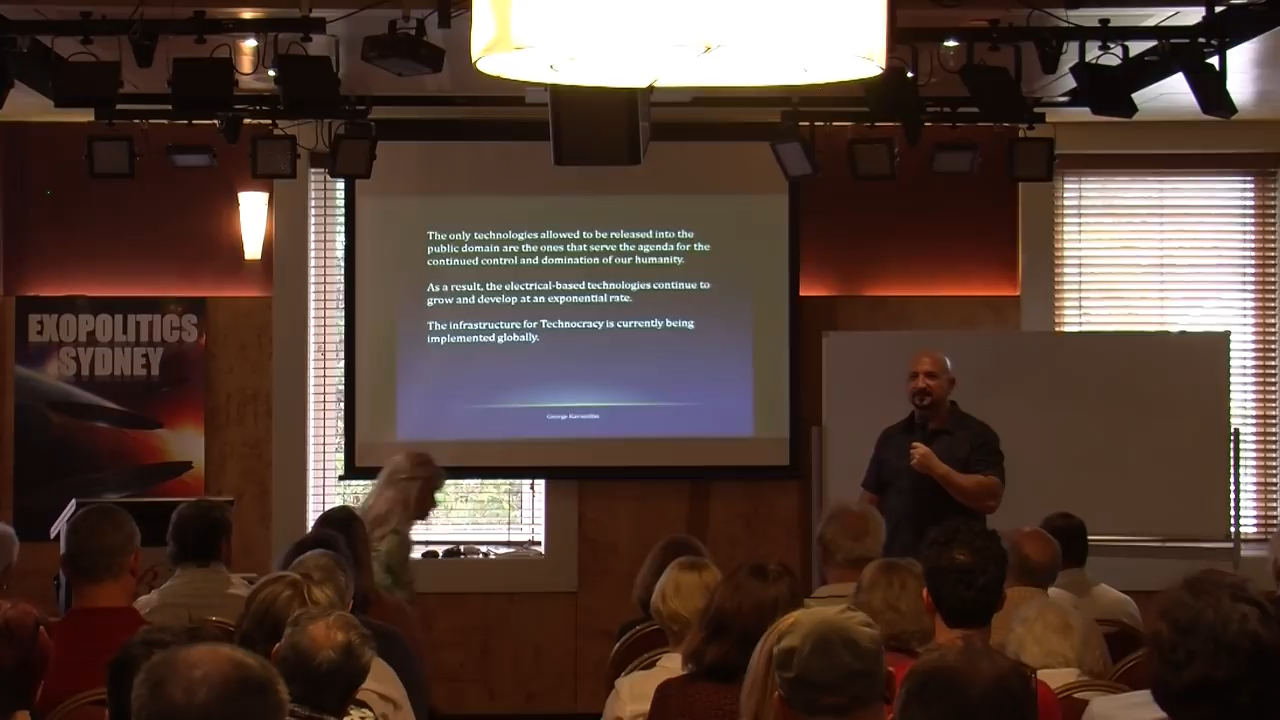 EXOPOLITICS
SYDNEY
The only technologies allowed to be released into the
public domain are the ones that serve the agenda for the
continued control and domination of our humanity.
As a result, the electrical-based technologies continue to
grow and develop at an exponential rate.
The infrastructure for Technocracy is currently being
implemented globally.
George